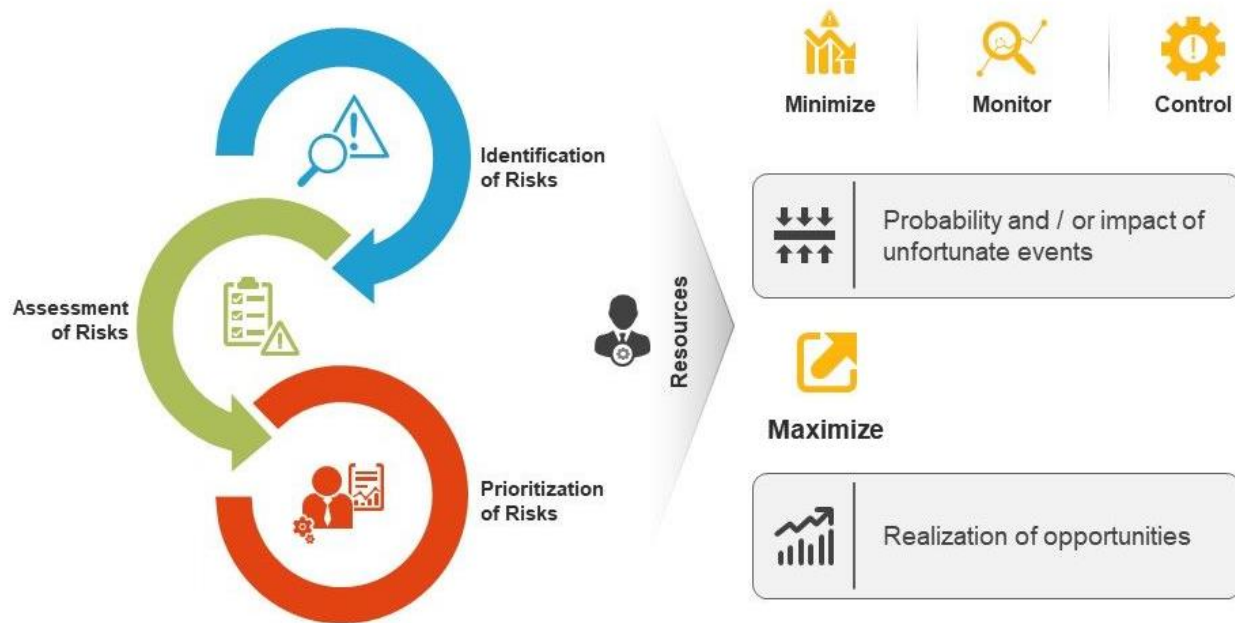 Identification
of Risks
Assessment
of Risks
Prioritization
of Risks
Resources
Minimize
Monitor
Control
Probability and / or impact of
unfortunate events
Maximize
Realization of opportunities